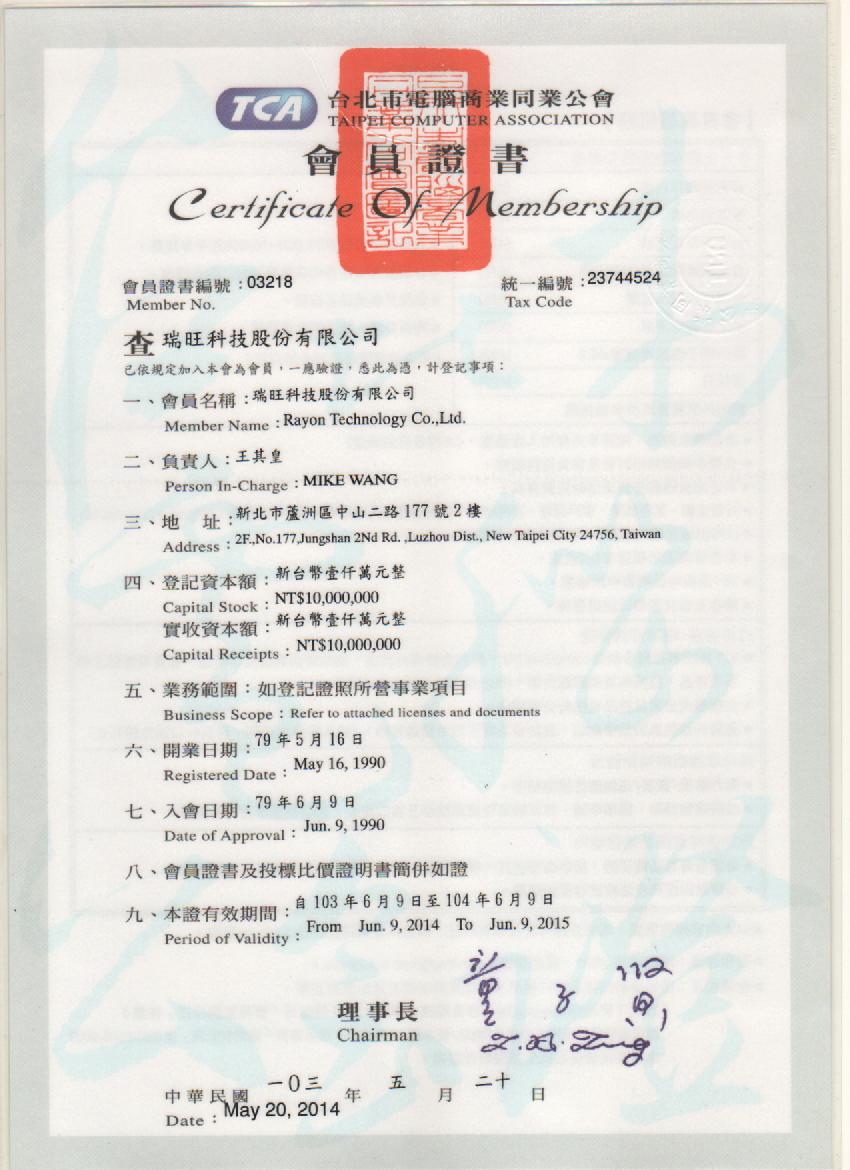 TCA 台北市電腦商業同業公會
TAIPEI COMPUTER ASSOCIATION
會員證書
Certificate Of Membership
會員證書編號：03218 統一編號：23744524
Member No. Tax Code
查 瑞旺科技股份有限公司
已依規定加入本會為會員，一應驗證，悉此為憑，計登記事項：
一、會員名稱：瑞旺科技股份有限公司
Member Name：Rayon Technology Co.,Ltd.
二、負責人：王其皇
Person In-Charge：MIKE WANG
三、地 址：新北市蘆洲區中山二路177號2樓
Address：2F.,No.177,Jungshan 2Nd Rd. ,Luzhou Dist., New Taipei City 24756, Taiwan
四、登記資本額：新台幣壹仟萬元整
Capital Stock：NT$10,000,000
實收資本額：新台幣壹仟萬元整
Capital Receipts：NT$10,000,000
五、業務範圍：如登記證照所營事業項目
Business Scope：Refer to attached licenses and documents
六、開業日期：79年5月16日
Registered Date：May 16, 1990
七、入會日期：79年6月9日
Date of Approval：Jun. 9, 1990
八、會員證書及投標比價證明書簡併如證
九、本證有效期間：自103年6月9日至104年6月9日
Period of Validity：From Jun. 9, 2014 To Jun. 9, 2015
理事長
Chairman
中華民國 一〇三 年 五 月 二十 日
Date：May 20, 2014